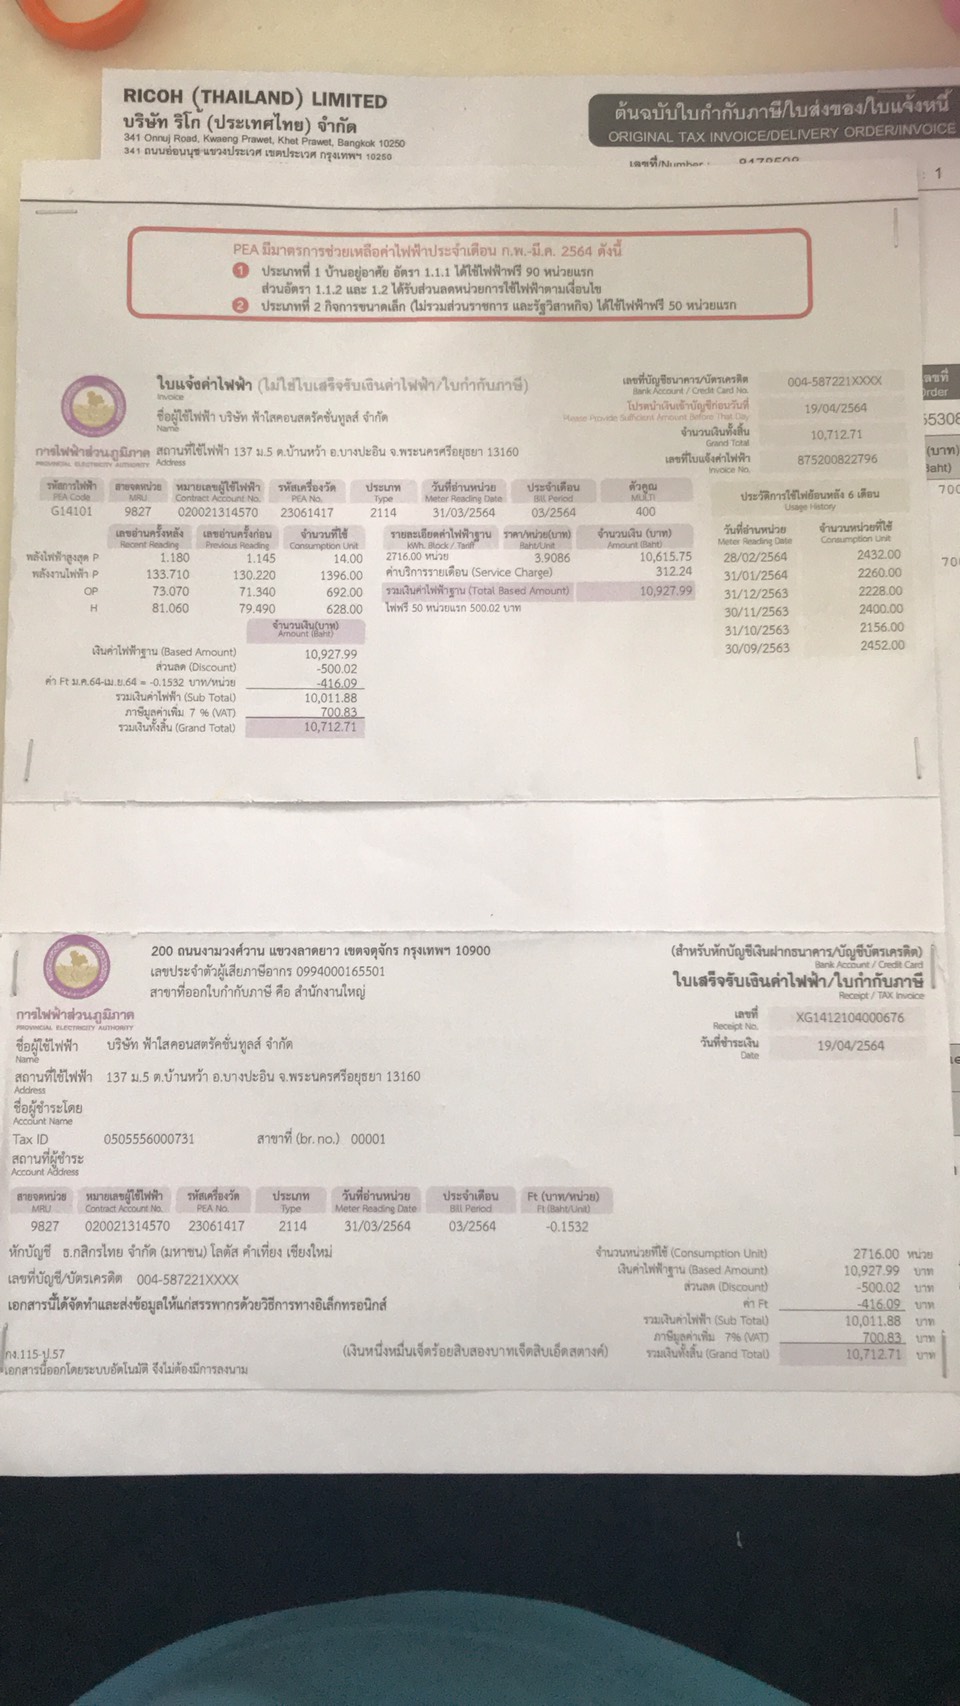 RICOH (THAILAND) LIMITED
บริษัท ริโก้ (ประเทศไทย) จำกัด
341 Onnuj Road, Kwaeng Prawet, Khet Prawet, Bangkok 10250
341 ถนนอ่อนนุช แขวงประเวศ เขตประเวศ กรุงเทพฯ 10250
ต้นฉบับใบกำกับภาษี/ใบส่งของ/ใบแจ้งหนี้
ORIGINAL TAX INVOICE/DELIVERY ORDER/INVOICE
เลขที่/Number :
1
PEA มีมาตรการช่วยเหลือค่าไฟฟ้าประจำเดือน ก.พ.-มี.ค. 2564 ดังนี้
1 ประเภทที่ 1 บ้านอยู่อาศัย อัตรา 1.1.1 ได้ใช้ไฟฟ้าฟรี 90 หน่วยแรก
ส่วนอัตรา 1.1.2 และ 1.2 ได้รับส่วนลดหน่วยการใช้ไฟฟ้าตามเงื่อนไข
2 ประเภทที่ 2 กิจการขนาดเล็ก (ไม่รวมส่วนราชการ และรัฐวิสาหกิจ) ได้ใช้ไฟฟ้าฟรี 50 หน่วยแรก
ใบแจ้งค่าไฟฟ้า (ไม่ใช่ใบเสร็จรับเงินค่าไฟฟ้า/ใบกำกับภาษี)
Invoice
ชื่อผู้ใช้ไฟฟ้า บริษัท ฟ้าใสคอนสตรัคชั่นทูลส์ จำกัด
Name
การไฟฟ้าส่วนภูมิภาค สถานที่ใช้ไฟฟ้า 137 ม.5 ต.บ้านหว้า อ.บางปะอิน จ.พระนครศรีอยุธยา 13160
PROVINCIAL ELECTRICITY AUTHORITY Address
เลขที่บัญชีธนาคาร/บัตรเครดิต 004-587221XXXX
Bank Account / Credit Card No.
โปรดนำเงินเข้าบัญชีก่อนวันที่ 19/04/2564
Please Provide Sufficient Amount Before That Day
จำนวนเงินทั้งสิ้น 10,712.71
Grand Total
เลขที่ใบแจ้งค่าไฟฟ้า 875200822796
Invoice No.
รหัสการไฟฟ้า สายจดหน่วย หมายเลขผู้ใช้ไฟฟ้า รหัสเครื่องวัด ประเภท วันที่อ่านหน่วย ประจำเดือน ตัวคูณ
PEA Code MRU Contract Account No. PEA No. Type Meter Reading Date Bill Period MULTI
G14101 9827 020021314570 23061417 2114 31/03/2564 03/2564 400
เลขอ่านครั้งหลัง เลขอ่านครั้งก่อน จำนวนที่ใช้ รายละเอียดค่าไฟฟ้าฐาน ราคา/หน่วย(บาท) จำนวนเงิน (บาท)
Recent Reading Previous Reading Consumption Unit kWh. Block / Tariff Baht/Unit Amount (Baht)
พลังไฟฟ้าสูงสุด P 1.180 1.145 14.00 2716.00 หน่วย 3.9086 10,615.75
พลังงานไฟฟ้า P 133.710 130.220 1396.00 ค่าบริการรายเดือน (Service Charge) 312.24
OP 73.070 71.340 692.00 รวมเงินค่าไฟฟ้าฐาน (Total Based Amount) 10,927.99
H 81.060 79.490 628.00 ไฟฟรี 50 หน่วยแรก 500.02 บาท
ประวัติการใช้ไฟย้อนหลัง 6 เดือน
Usage History
วันที่อ่านหน่วย จำนวนหน่วยที่ใช้
Meter Reading Date Consumption Unit
28/02/2564 2432.00
31/01/2564 2260.00
31/12/2563 2228.00
30/11/2563 2400.00
31/10/2563 2156.00
30/09/2563 2452.00
จำนวนเงิน(บาท)
Amount (Baht)
เงินค่าไฟฟ้าฐาน (Based Amount) 10,927.99
ส่วนลด (Discount) -500.02
ค่า Ft ม.ค.64-เม.ย.64 = -0.1532 บาท/หน่วย -416.09
รวมเงินค่าไฟฟ้า (Sub Total) 10,011.88
ภาษีมูลค่าเพิ่ม 7 % (VAT) 700.83
รวมเงินทั้งสิ้น (Grand Total) 10,712.71
200 ถนนงามวงศ์วาน แขวงลาดยาว เขตจตุจักร กรุงเทพฯ 10900
เลขประจำตัวผู้เสียภาษีอากร 0994000165501
สาขาที่ออกใบกำกับภาษี คือ สำนักงานใหญ่
(สำหรับหักบัญชีเงินฝากธนาคาร/บัญชีบัตรเครดิต)
Bank Account / Credit Card
ใบเสร็จรับเงินค่าไฟฟ้า/ใบกำกับภาษี
Receipt / TAX Invoice
การไฟฟ้าส่วนภูมิภาค
PROVINCIAL ELECTRICITY AUTHORITY
เลขที่ XG1412104000676
Receipt No.
วันที่ชำระเงิน 19/04/2564
Date
ชื่อผู้ใช้ไฟฟ้า บริษัท ฟ้าใสคอนสตรัคชั่นทูลส์ จำกัด
Name
สถานที่ใช้ไฟฟ้า 137 ม.5 ต.บ้านหว้า อ.บางปะอิน จ.พระนครศรีอยุธยา 13160
Address
ชื่อผู้ชำระโดย
Account Name
Tax ID 0505556000731 สาขาที่ (br. no.) 00001
สถานที่ผู้ชำระ
Account Address
สายจดหน่วย หมายเลขผู้ใช้ไฟฟ้า รหัสเครื่องวัด ประเภท วันที่อ่านหน่วย ประจำเดือน Ft (บาท/หน่วย)
MRU Contract Account No. PEA No. Type Meter Reading Date Bill Period Ft (Baht/Unit)
9827 020021314570 23061417 2114 31/03/2564 03/2564 -0.1532
หักบัญชี ธ.กสิกรไทย จำกัด (มหาชน) โลตัส คำเที่ยง เชียงใหม่
เลขที่บัญชี/บัตรเครดิต 004-587221XXXX
เอกสารนี้ได้จัดทำและส่งข้อมูลให้แก่สรรพากรด้วยวิธีการทางอิเล็กทรอนิกส์
จำนวนหน่วยที่ใช้ (Consumption Unit) 2716.00 หน่วย
เงินค่าไฟฟ้าฐาน (Based Amount) 10,927.99 บาท
ส่วนลด (Discount) -500.02 บาท
ค่า Ft -416.09 บาท
รวมเงินค่าไฟฟ้า (Sub Total) 10,011.88 บาท
ภาษีมูลค่าเพิ่ม 7% (VAT) 700.83 บาท
รวมเงินทั้งสิ้น (Grand Total) 10,712.71 บาท
กง.115-ป.57 (เงินหนึ่งหมื่นเจ็ดร้อยสิบสองบาทเจ็ดสิบเอ็ดสตางค์)
เอกสารนี้ออกโดยระบบอัตโนมัติ จึงไม่ต้องมีการลงนาม